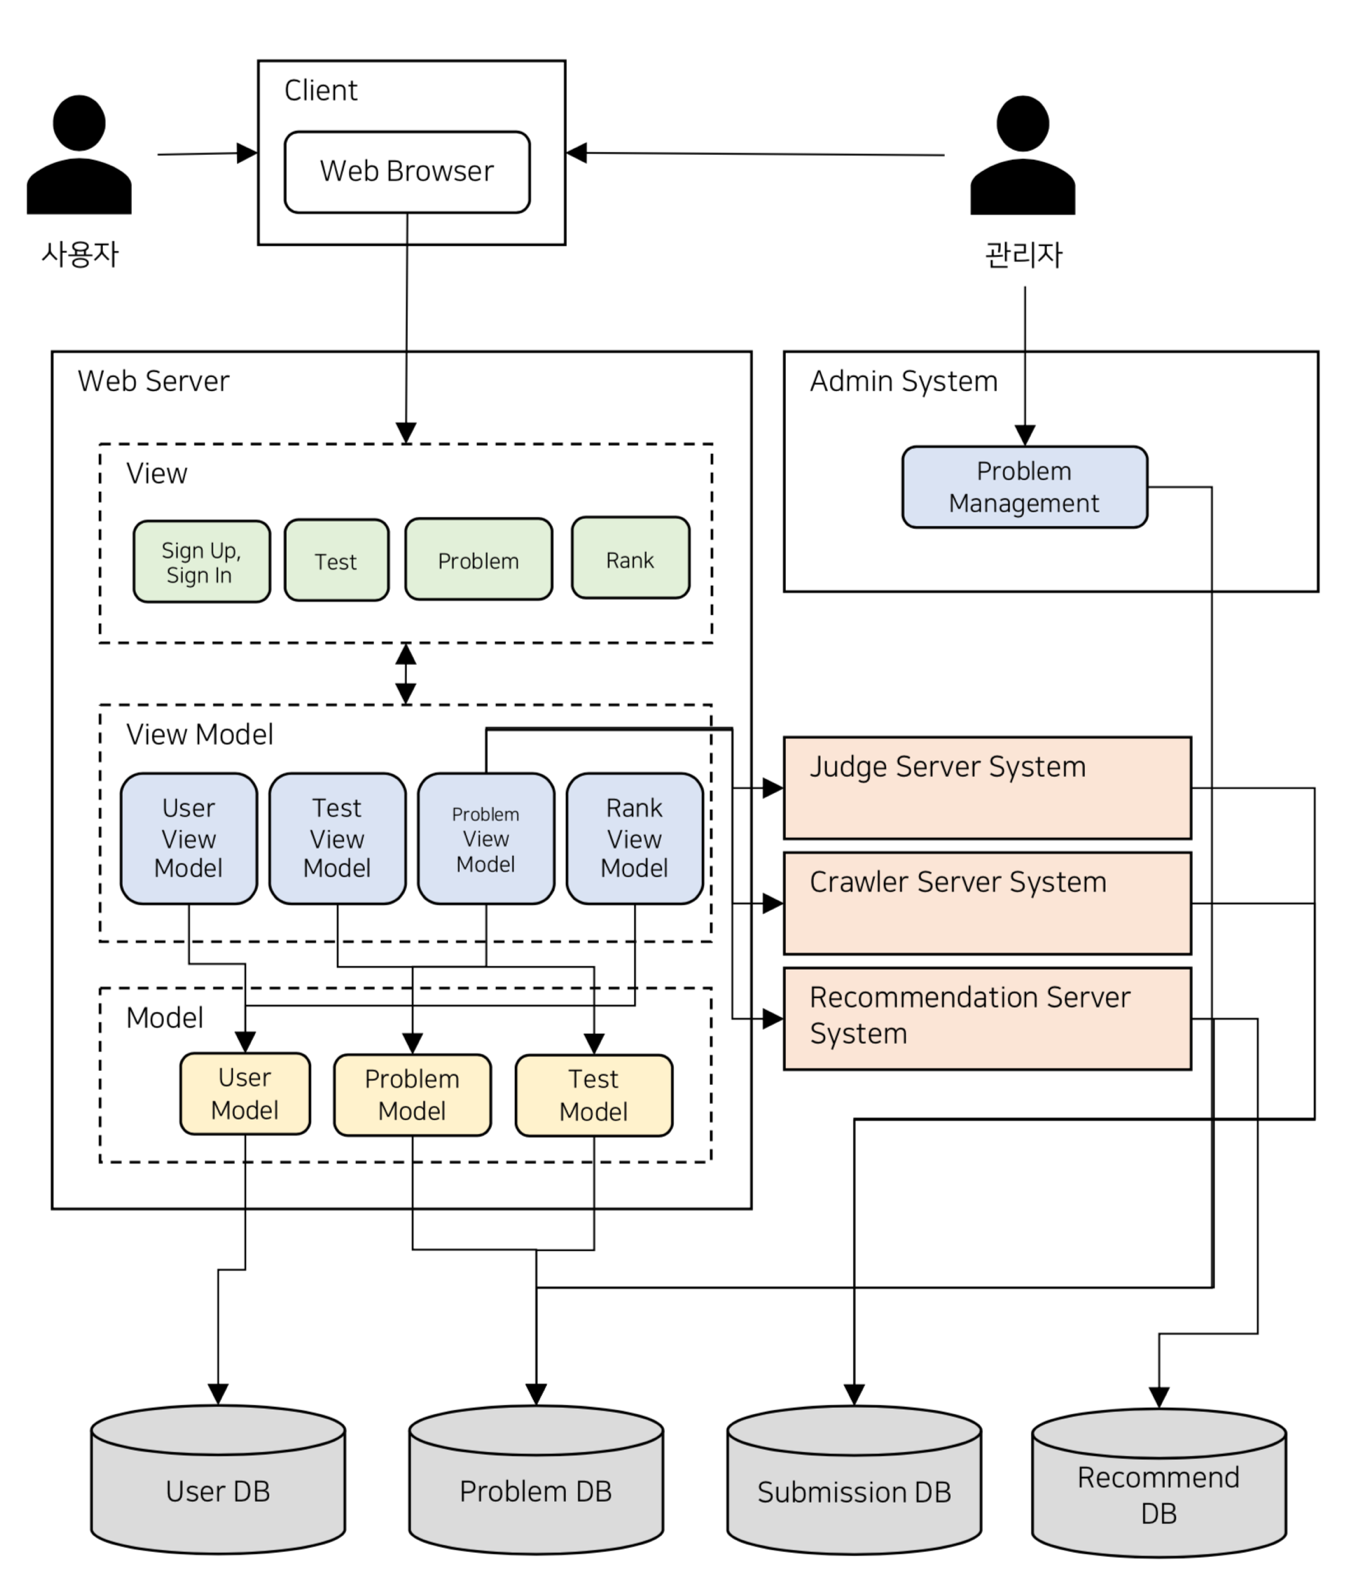 Client
Web Browser
사용자
관리자
Web Server
Admin System
View
Problem
Management
Sign Up,
Sign In
Test
Problem
Rank
View Model
User
View
Model
Test
View
Model
Problem
View
Model
Rank
View
Model
Judge Server System
Crawler Server System
Recommendation Server
System
Model
User
Model
Problem
Model
Test
Model
User DB
Problem DB
Submission DB
Recommend
DB